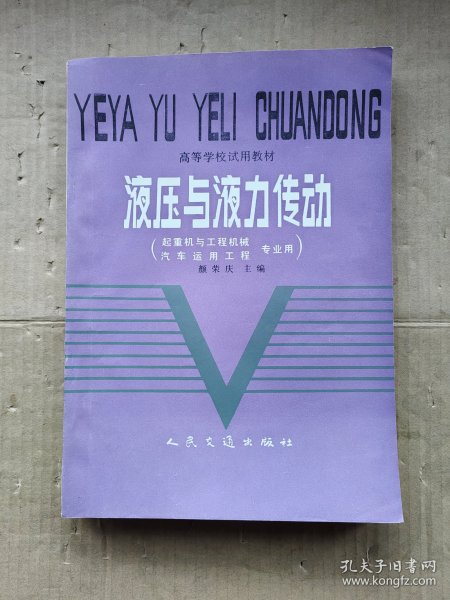 YEYA YU YELI CHUANDONG
高等学校试用教材
液压与液力传动
(起重机与工程机械
汽车运用工程 专业用)
颜荣庆 主编
人民交通出版社
孔夫子旧书网
www.kongfz.com